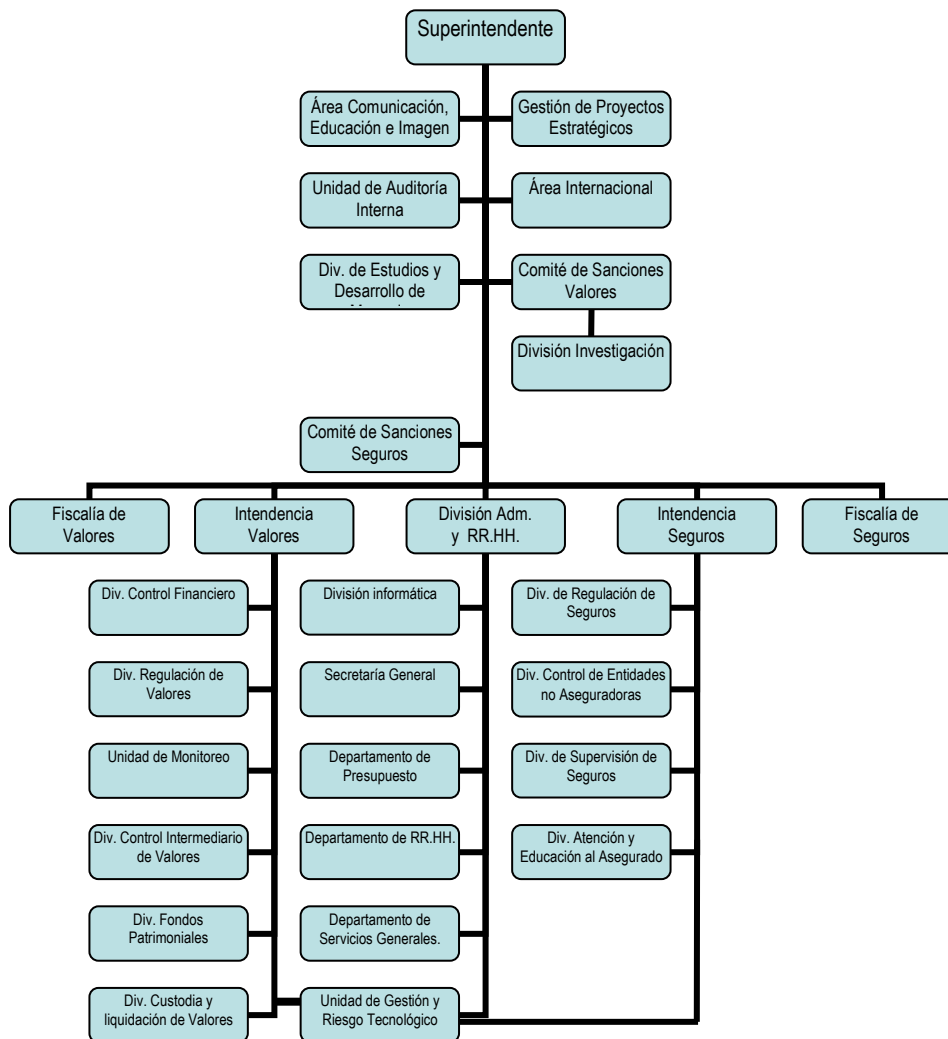 Superintendente
Área Comunicación,
Educación e Imagen
Gestión de Proyectos
Estratégicos
Unidad de Auditoría
Interna
Área Internacional
Div. de Estudios y
Desarrollo de
Comité de Sanciones
Valores
División Investigación
Comité de Sanciones
Seguros
Fiscalía de
Valores
Intendencia
Valores
División Adm.
y RR.HH.
Intendencia
Seguros
Fiscalía de
Seguros
Div. Control Financiero
División informática
Div. de Regulación de
Seguros
Div. Regulación de
Valores
Secretaría General
Div. Control de Entidades
no Aseguradoras
Unidad de Monitoreo
Departamento de
Presupuesto
Div. de Supervisión de
Seguros
Div. Control Intermediario
de Valores
Departamento de RR.HH.
Div. Atención y
Educación al Asegurado
Div. Fondos
Patrimoniales
Departamento de
Servicios Generales.
Div. Custodia y
liquidación de Valores
Unidad de Gestión y
Riesgo Tecnológico